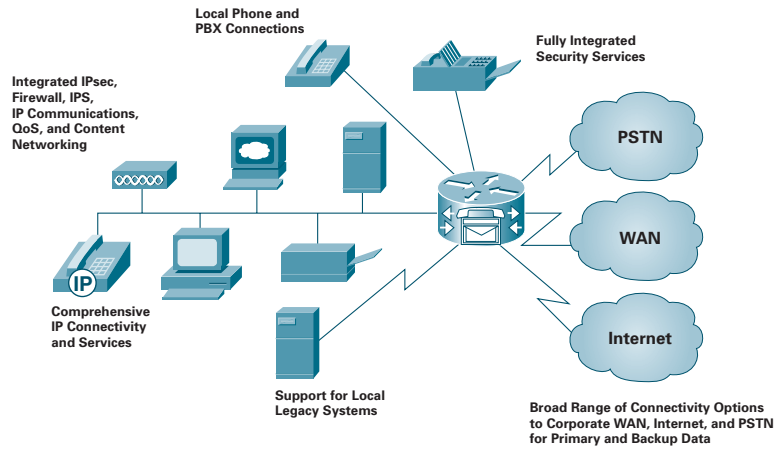 Local Phone and
PBX Connections
Fully Integrated
Security Services
Integrated IPsec,
Firewall, IPS,
IP Communications,
QoS, and Content
Networking
PSTN
WAN
IP
Comprehensive
IP Connectivity
and Services
Internet
Support for Local
Legacy Systems
Broad Range of Connectivity Options
to Corporate WAN, Internet, and PSTN
for Primary and Backup Data